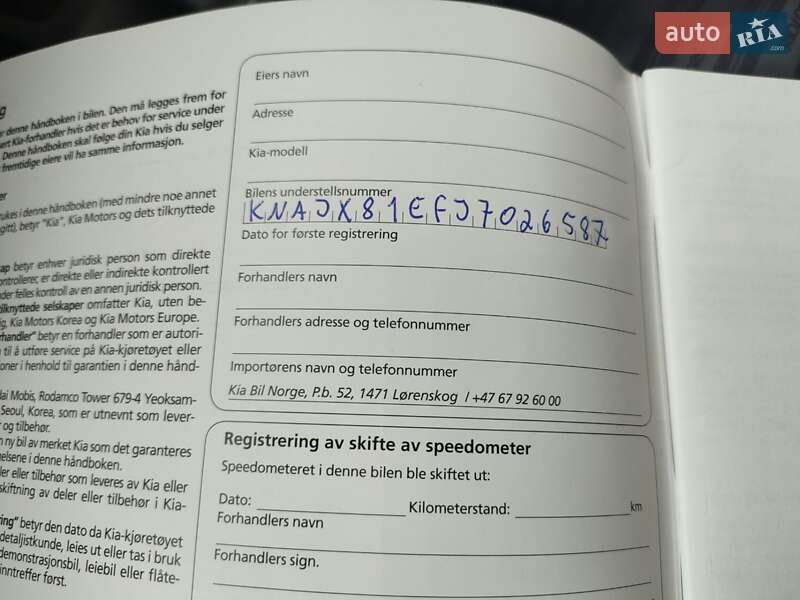 auto RIA .com
g
denne håndboken i bilen. Den må legges frem for
Kia-forhandler hvis det er behov for service under
Denne håndboken skal følge din Kia hvis du selger
fremtidige eiere vil ha samme informasjon.
er
rukes i denne håndboken (med mindre noe annet
gitt), betyr "Kia", Kia Motors og dets tilknyttede
ap betyr enhver juridisk person som direkte
ontrollerer, er direkte eller indirekte kontrollert
der felles kontroll av en annen juridisk person.
tilknyttede selskaper omfatter Kia, uten be-
ig, Kia Motors Korea og Kia Motors Europe.
rhandler" betyr en forhandler som er autori-
til å utføre service på Kia-kjøretøyet eller
oner i henhold til garantien i denne hånd-
dai Mobis, Rodamco Tower 679-4 Yeoksam-
Seoul, Korea, som er utnevnt som lever-
r og tilbehør.
n ny bil av merket Kia som det garanteres
elsene i denne håndboken.
ler eller tilbehør som leveres av Kia eller
skiftning av deler eller tilbehør i Kia-
ring" betyr den dato da Kia-kjøretøyet
detaljistkunde, leies ut eller tas i bruk
demonstrasjonsbil, leiebil eller flåte-
inntreffer først.
Eiers navn
Adresse
Kia-modell
Bilens understellsnummer
KNAJX81EFJ7026587
Dato for første registrering
Forhandlers navn
Forhandlers adresse og telefonnummer
Importørens navn og telefonnummer
Kia Bil Norge, P.b. 52, 1471 Lørenskog / +47 67 92 60 00
Registrering av skifte av speedometer
Speedometeret i denne bilen ble skiftet ut:
Dato: Kilometerstand: km
Forhandlers navn
Forhandlers sign.